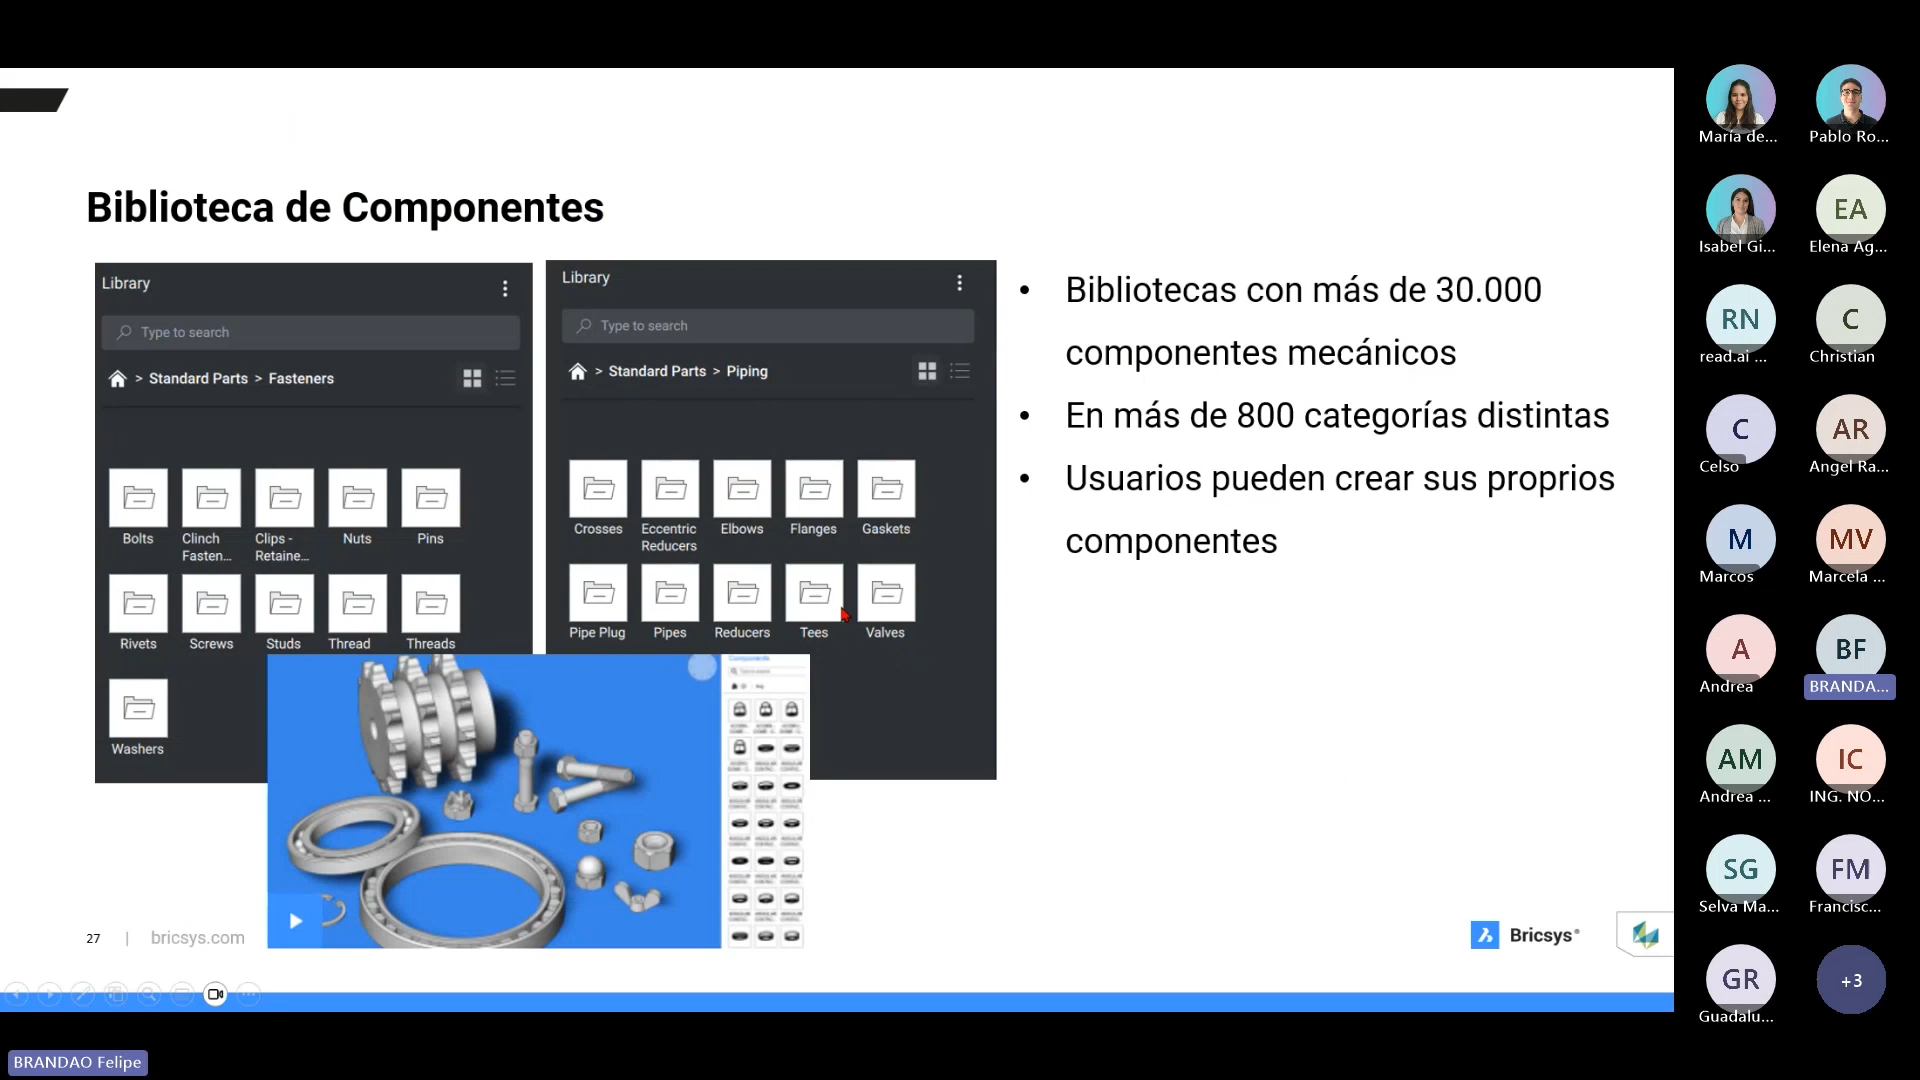 Biblioteca de Componentes
Library
Type to search
> Standard Parts > Fasteners
Bolts
Clinch Fasten...
Clips - Retaine...
Nuts
Pins
Rivets
Screws
Studs
Thread
Threads
Washers
Library
Type to search
> Standard Parts > Piping
Crosses
Eccentric Reducers
Elbows
Flanges
Gaskets
Pipe Plug
Pipes
Reducers
Tees
Valves
• Bibliotecas con más de 30.000
componentes mecánicos
• En más de 800 categorías distintas
• Usuarios pueden crear sus proprios
componentes
Components
27 | bricsys.com
Bricsys®
María de...
Pablo Ro...
Isabel Gi...
EA
Elena Ag...
RN
read.ai ...
C
Christian
C
Celso
AR
Angel Ra...
M
Marcos
MV
Marcela ...
A
Andrea
BF
BRANDA...
AM
Andrea ...
IC
ING. NO...
SG
Selva Ma...
FM
Francisc...
GR
Guadalu...
+3
BRANDAO Felipe